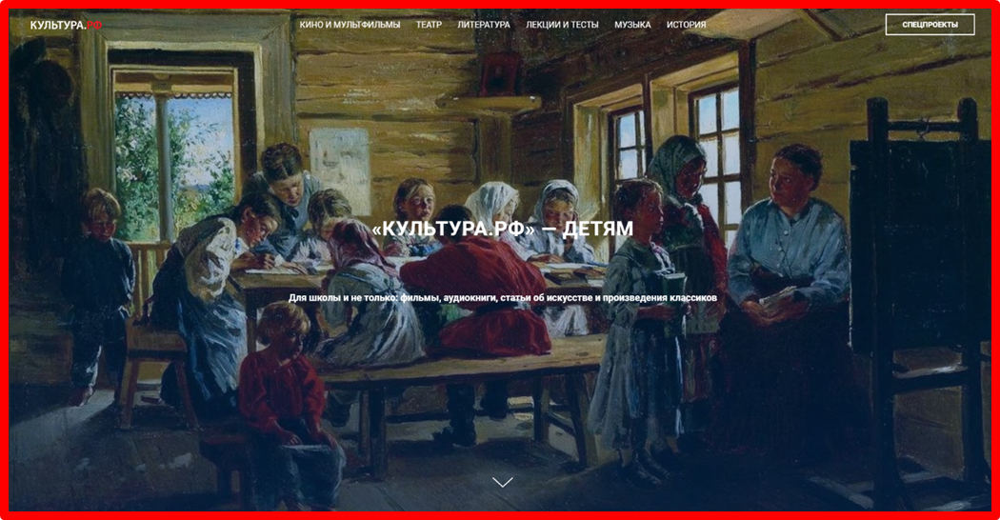 КУЛЬТУРА.РФ
КИНО И МУЛЬТФИЛЬМЫ ТЕАТР ЛИТЕРАТУРА ЛЕКЦИИ И ТЕСТЫ МУЗЫКА ИСТОРИЯ
СПЕЦПРОЕКТЫ
«КУЛЬТУРА.РФ» — ДЕТЯМ
Для школы и не только: фильмы, аудиокниги, статьи об искусстве и произведения классиков